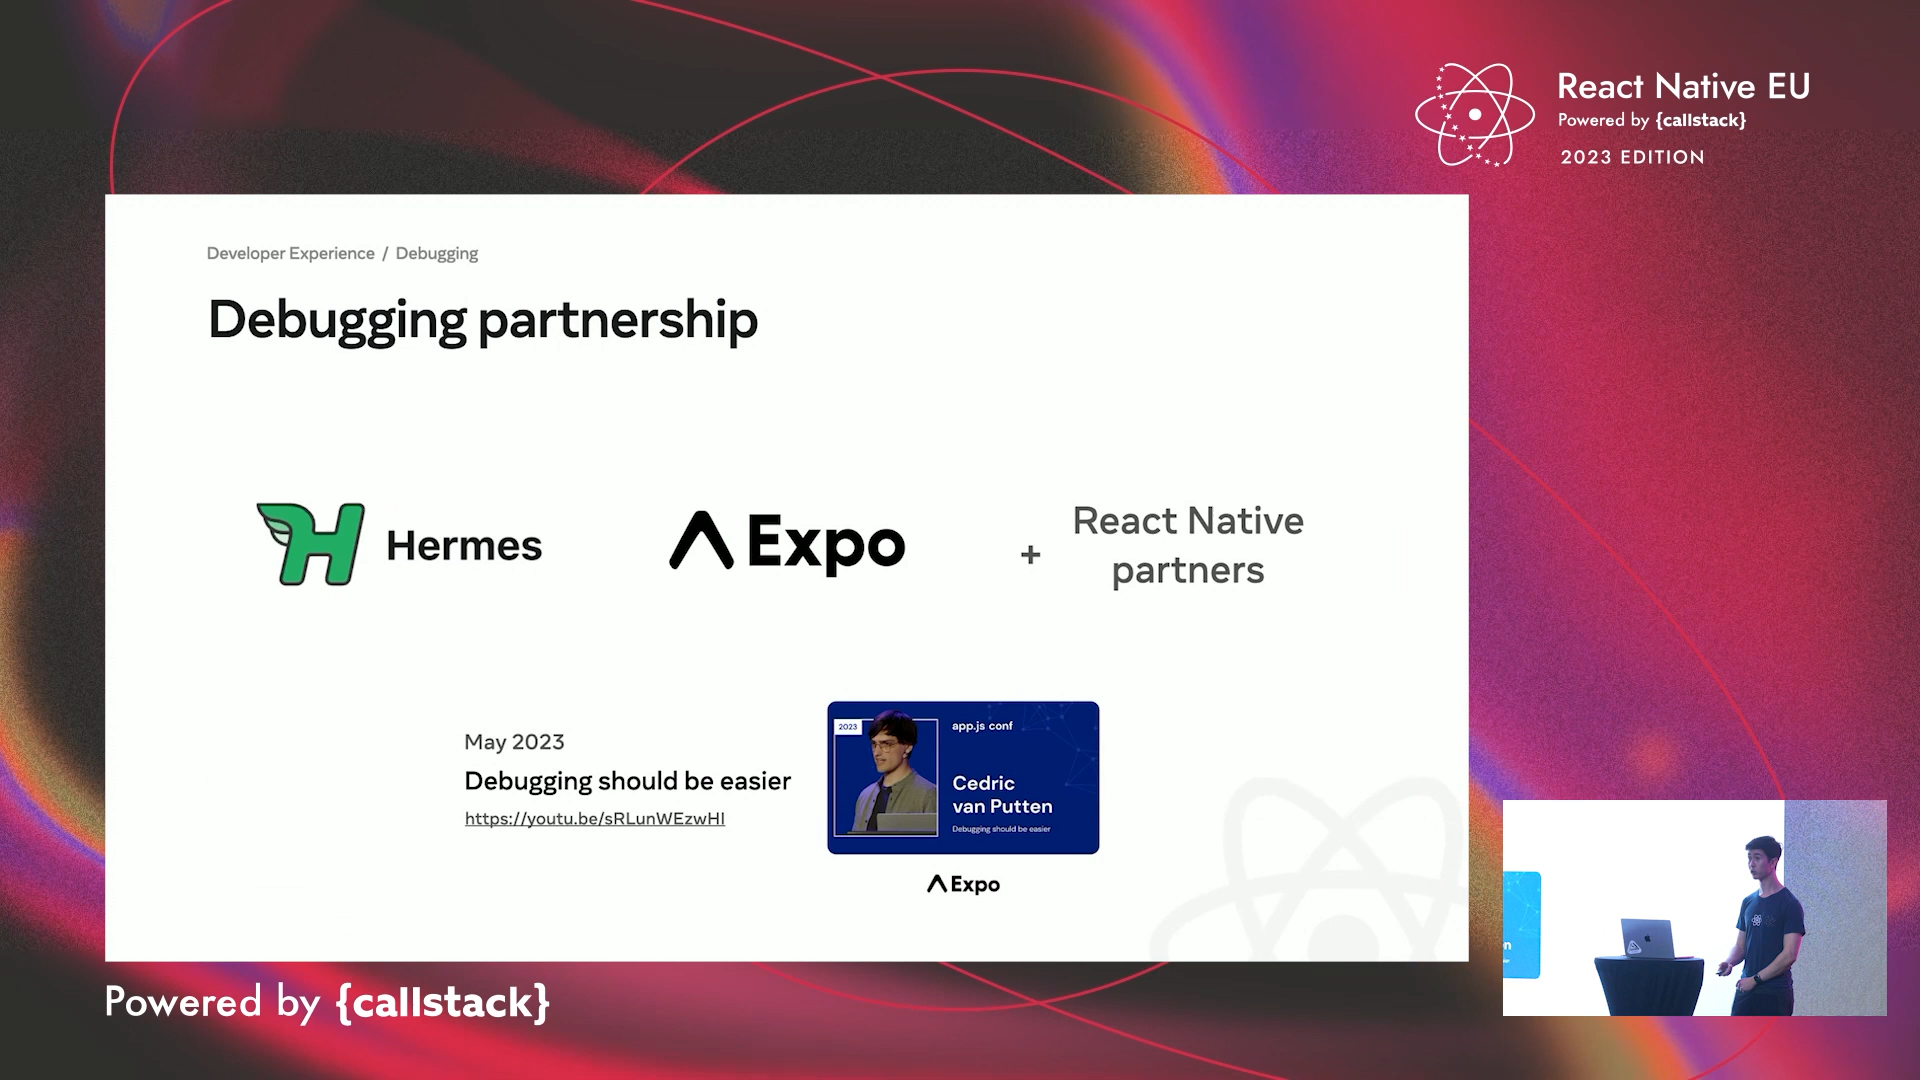 React Native EU
Powered by {callstack}
2023 EDITION
Developer Experience / Debugging
Debugging partnership
Hermes
Expo
+
React Native
partners
May 2023
Debugging should be easier
https://youtu.be/sRLunWEzwHI
2023
app.js conf
Cedric
van Putten
Debugging should be easier
Expo
Powered by {callstack}